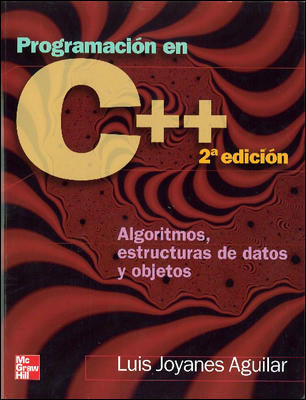 Programación en
C++
2ª edición
Algoritmos,
estructuras de datos
y objetos
Mc
Graw
Hill
Luis Joyanes Aguilar